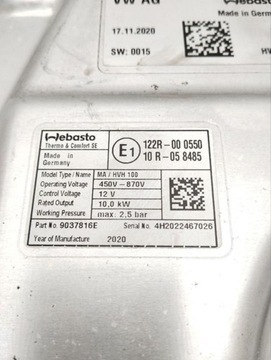 VW AG
Webasto
17.11.2020
Made in Germany
SW: 0015
Webasto
Thermo & Comfort SE
Made in
Germany
E1
122R-00 0550
10 R-05 8485
Model Type / Name MA / HVH 100
Operating Voltage 450V - 870V
Control Voltage 12 V
Rated Output 10,0 kW
Working Pressure max. 2,5 bar
Part No 9037816E Serial No. 4H2022467026
Year of Manufacture 2020